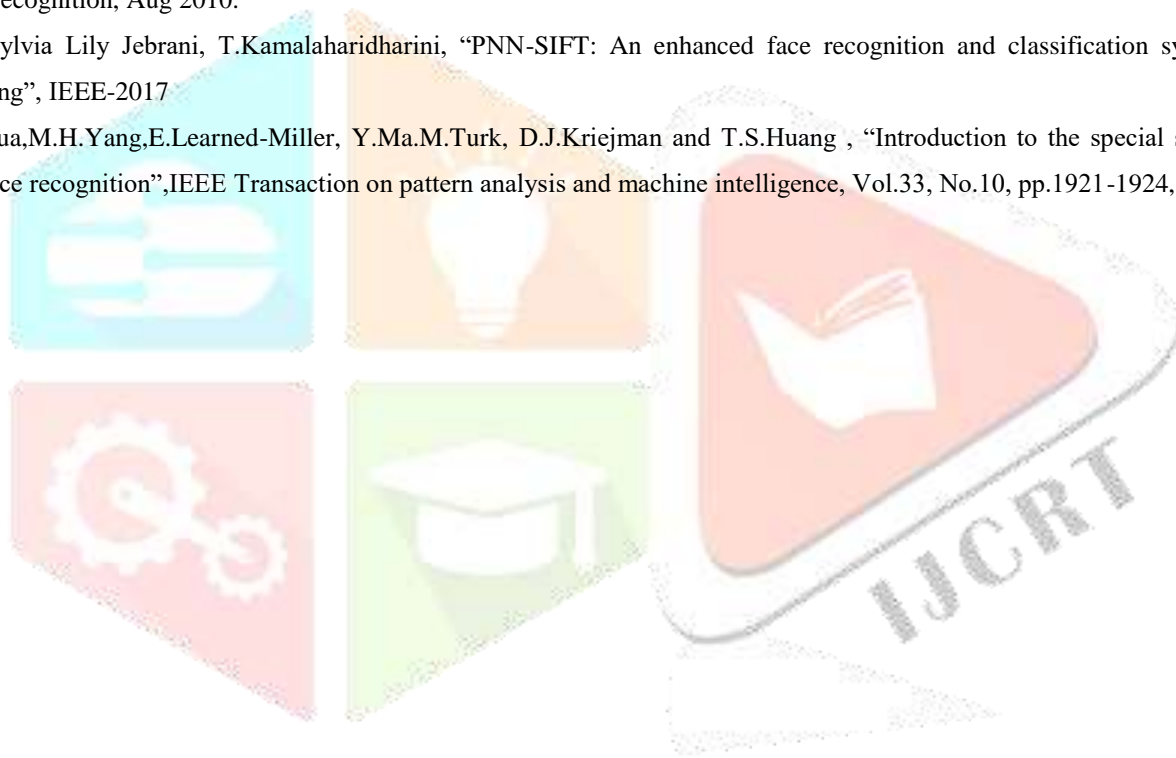 ecognition, Aug 2010.
ylvia Lily Jebrani, T.Kamalaharidharini, “PNN-SIFT: An enhanced face recognition and classification sy
ng”, IEEE-2017
ua,M.H.Yang,E.Learned-Miller, Y.Ma.M.Turk, D.J.Kriejman and T.S.Huang , “Introduction to the special s
ce recognition”,IEEE Transaction on pattern analysis and machine intelligence, Vol.33, No.10, pp.1921-1924,
IJCRT